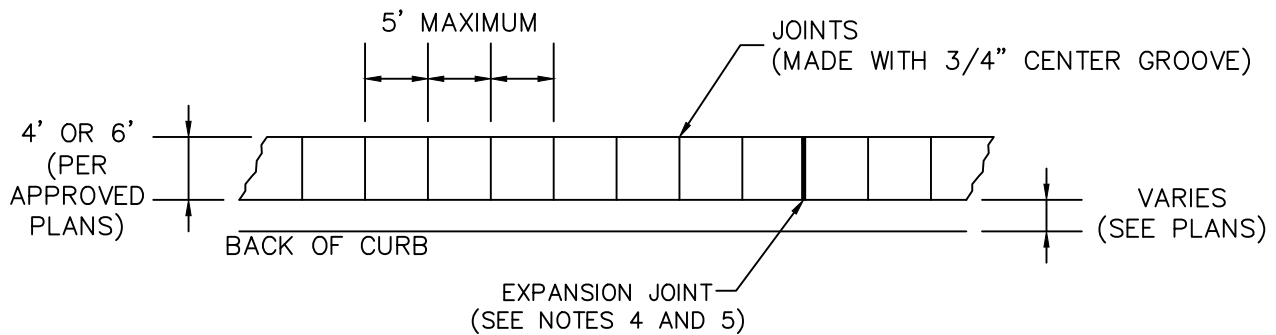 5' MAXIMUM
JOINTS
(MADE WITH 3/4" CENTER GROOVE)
4' OR 6'
(PER
APPROVED
PLANS)
VARIES
(SEE PLANS)
BACK OF CURB
EXPANSION JOINT
(SEE NOTES 4 AND 5)